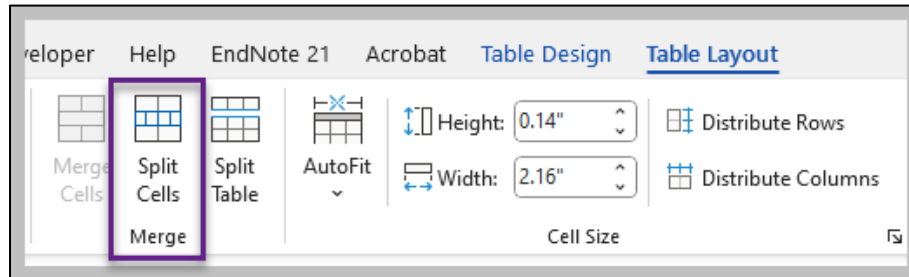 veloper Help EndNote 21 Acrobat Table Design Table Layout
Merge Cells
Split Cells
Split Table
AutoFit
Height: 0.14"
Width: 2.16"
Distribute Rows
Distribute Columns
Merge
Cell Size